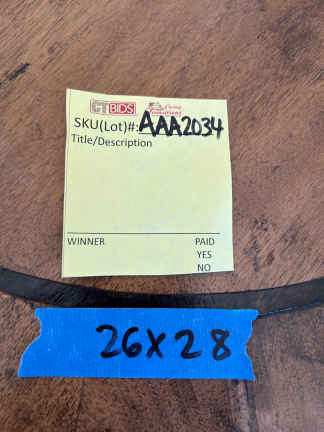 CTBIDS
SKU(Lot)#:AAA2034
Title/Description
WINNER PAID
YES
NO
26X28